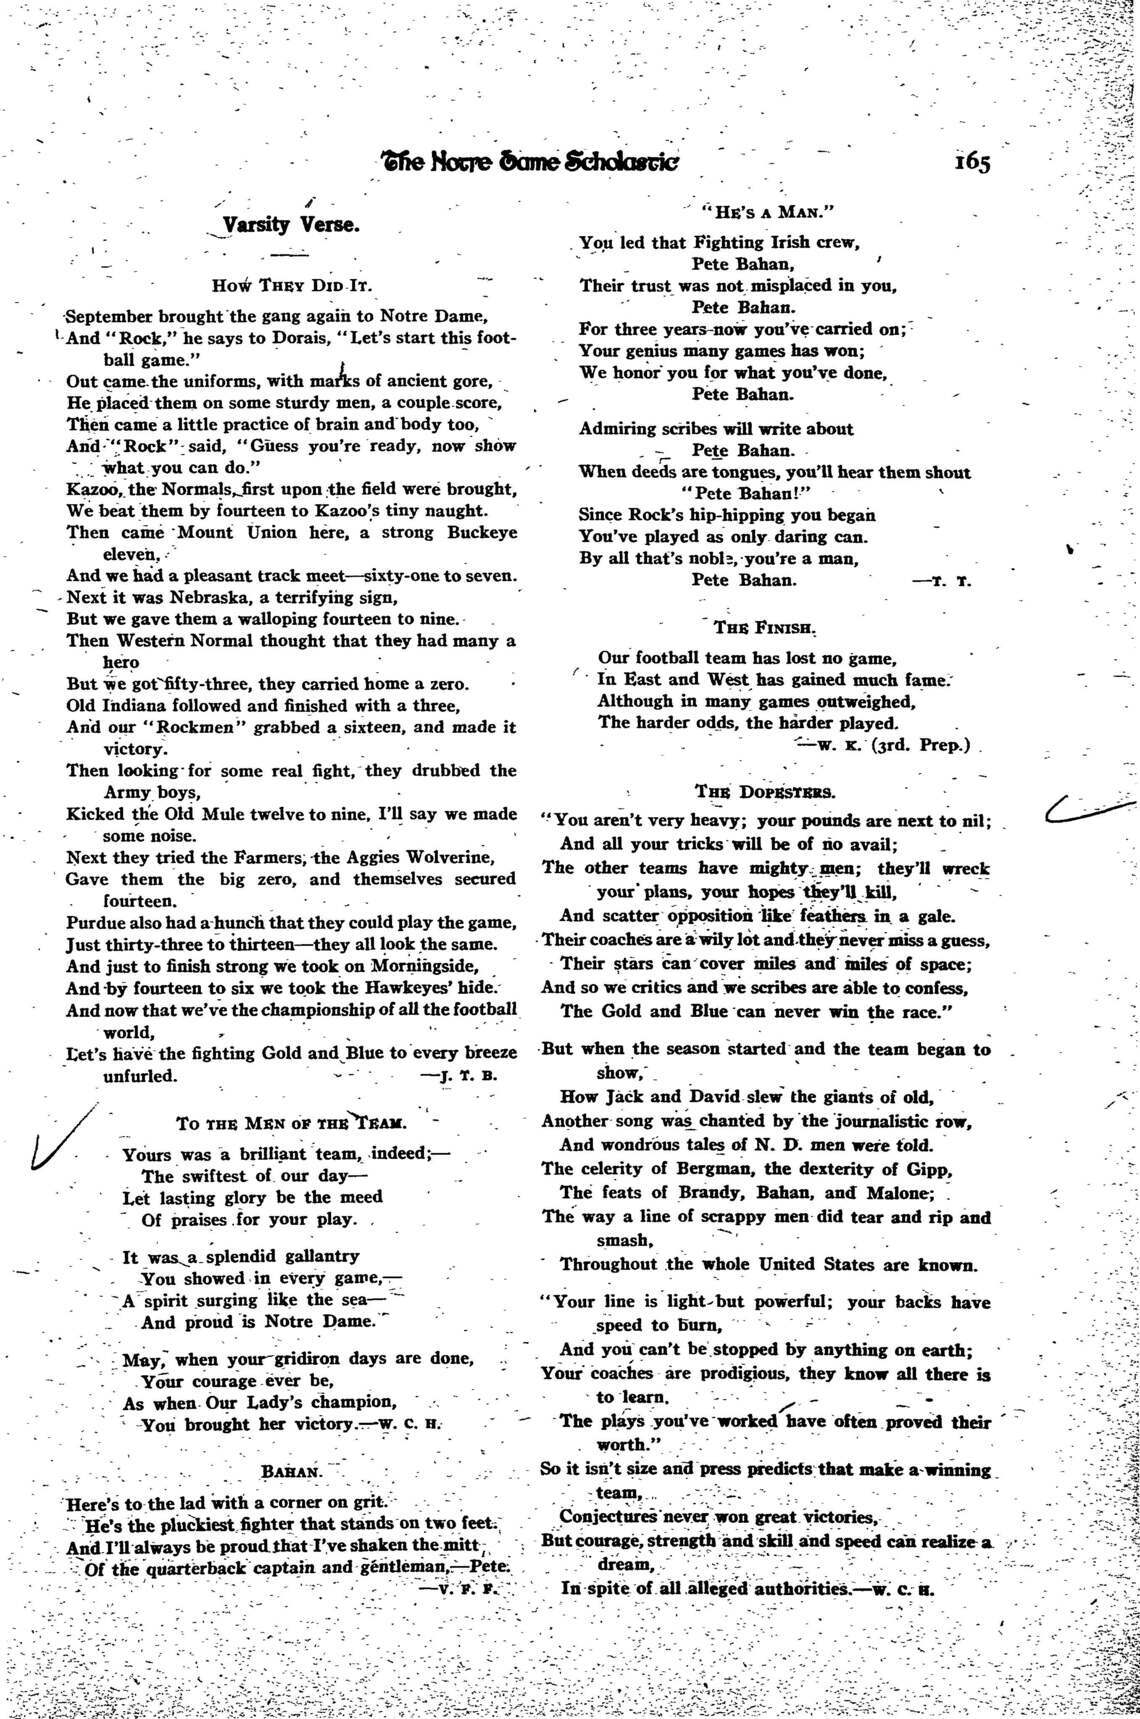 The Notre Dame Scholastic 165
Varsity Verse.
How They Did It.
September brought the gang again to Notre Dame,
And "Rock," he says to Dorais, "Let's start this foot-
ball game."
Out came the uniforms, with marks of ancient gore,
He placed them on some sturdy men, a couple score,
Then came a little practice of brain and body too,
And "Rock" said, "Guess you're ready, now show
what you can do."
Kazoo, the Normals, first upon the field were brought,
We beat them by fourteen to Kazoo's tiny naught.
Then came Mount Union here, a strong Buckeye
eleven,
And we had a pleasant track meet—sixty-one to seven.
Next it was Nebraska, a terrifying sign,
But we gave them a walloping fourteen to nine.
Then Western Normal thought that they had many a
hero
But we got fifty-three, they carried home a zero.
Old Indiana followed and finished with a three,
And our "Rockmen" grabbed a sixteen, and made it
victory.
Then looking for some real fight, they drubbed the
Army boys,
Kicked the Old Mule twelve to nine, I'll say we made
some noise.
Next they tried the Farmers, the Aggies Wolverine,
Gave them the big zero, and themselves secured
fourteen.
Purdue also had a hunch that they could play the game,
Just thirty-three to thirteen—they all look the same.
And just to finish strong we took on Morningside,
And by fourteen to six we took the Hawkeyes' hide.
And now that we've the championship of all the football
world,
Let's have the fighting Gold and Blue to every breeze
unfurled. —J. T. B.
To the Men of the Team.
Yours was a brilliant team, indeed;—
The swiftest of our day—
Let lasting glory be the meed
Of praises for your play.
It was a splendid gallantry
You showed in every game,—
A spirit surging like the sea—
And proud is Notre Dame.
May, when your gridiron days are done,
Your courage ever be,
As when Our Lady's champion,
You brought her victory.—W. C. H.
Bahan.
Here's to the lad with a corner on grit.
He's the pluckiest fighter that stands on two feet.
And I'll always be proud that I've shaken the mitt
Of the quarterback captain and gentleman,—Pete.
—V. F. F.
"He's a Man."
You led that Fighting Irish crew,
Pete Bahan,
Their trust was not misplaced in you,
Pete Bahan.
For three years now you've carried on;
Your genius many games has won;
We honor you for what you've done,
Pete Bahan.
Admiring scribes will write about
Pete Bahan.
When deeds are tongues, you'll hear them shout
"Pete Bahan!"
Since Rock's hip-hipping you began
You've played as only daring can.
By all that's noble, you're a man,
Pete Bahan. —T. T.
The Finish.
Our football team has lost no game,
In East and West has gained much fame.
Although in many games outweighed,
The harder odds, the harder played.
—W. K. (3rd. Prep.)
The Dopesters.
"You aren't very heavy; your pounds are next to nil;
And all your tricks will be of no avail;
The other teams have mighty men; they'll wreck
your plans, your hopes they'll kill,
And scatter opposition like feathers in a gale.
Their coaches are a wily lot and they never miss a guess,
Their stars can cover miles and miles of space;
And so we critics and we scribes are able to confess,
The Gold and Blue can never win the race."
But when the season started and the team began to
show,
How Jack and David slew the giants of old,
Another song was chanted by the journalistic row,
And wondrous tales of N. D. men were told.
The celerity of Bergman, the dexterity of Gipp,
The feats of Brandy, Bahan, and Malone;
The way a line of scrappy men did tear and rip and
smash,
Throughout the whole United States are known.
"Your line is light but powerful; your backs have
speed to burn,
And you can't be stopped by anything on earth;
Your coaches are prodigious, they know all there is
to learn.
The plays you've worked have often proved their
worth."
So it isn't size and press predicts that make a winning
team,
Conjectures never won great victories,
But courage, strength and skill and speed can realize a
dream,
In spite of all alleged authorities.—W. C. H.